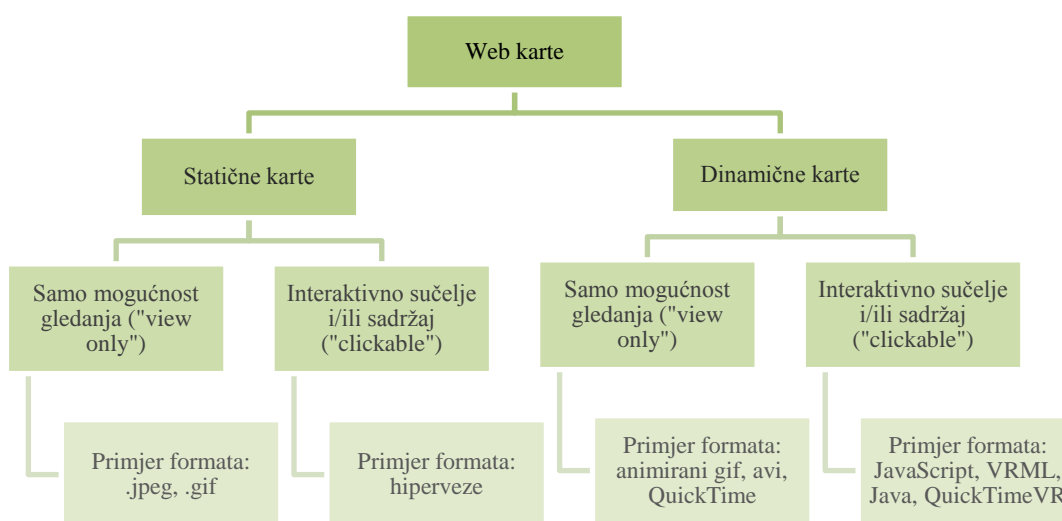 Web karte
Statične karte
Dinamične karte
Samo mogućnost
gledanja ("view
only")
Interaktivno sučelje
i/ili sadržaj
("clickable")
Samo mogućnost
gledanja ("view
only")
Interaktivno sučelje
i/ili sadržaj
("clickable")
Primjer formata:
.jpeg, .gif
Primjer formata:
hiperveze
Primjer formata:
animirani gif, avi,
QuickTime
Primjer formata:
JavaScript, VRML,
Java, QuickTimeVR